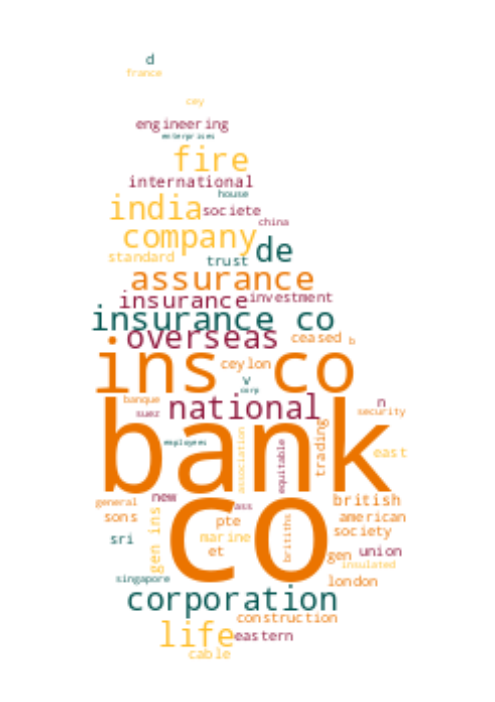 d
france
cey
engineering
enterprises
fire
international
house
india societe
china
company de
standard trust
assurance
insurance investment
insurance co
overseas ceased b
ins co
ceylon
v
corp
banque national n
suez security
bank
employees association equitable trading east
co
general new ass british
sons gen ins pte american
sri marine britiths society
et gen union
insulated
singapore london
corporation
construction
life eastern
cable